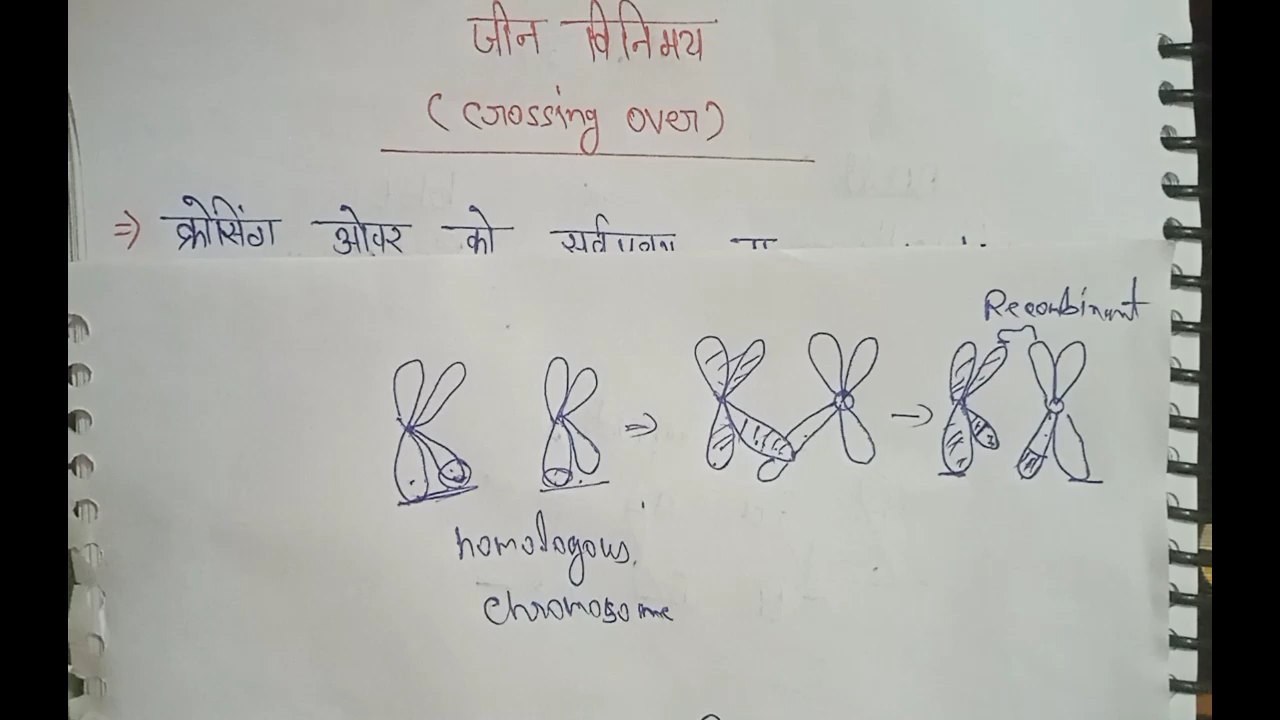 जीन विनिमय
(crossing over)
⇒ क्रोसिंग ओवर को
Recombinant
homologous
chromosome